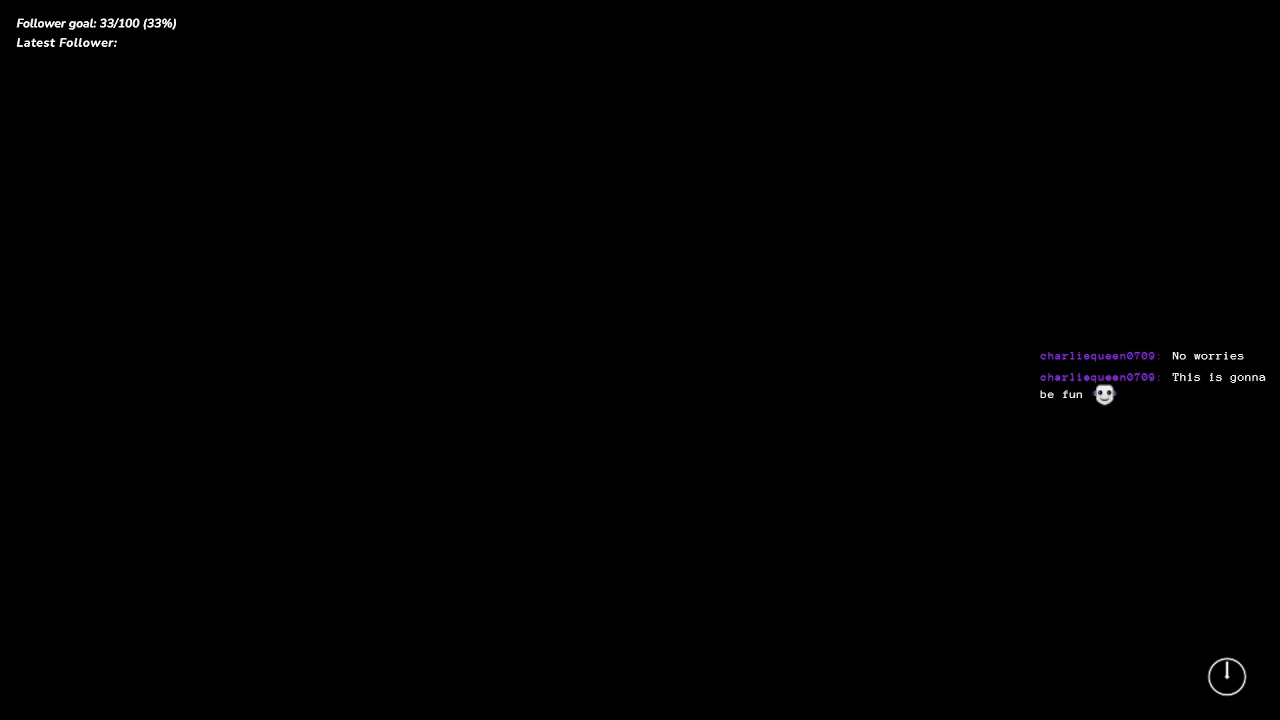 Follower goal: 33/100 (33%)
Latest Follower:
charliequeen0709: No worries
charliequeen0709: This is gonna
be fun